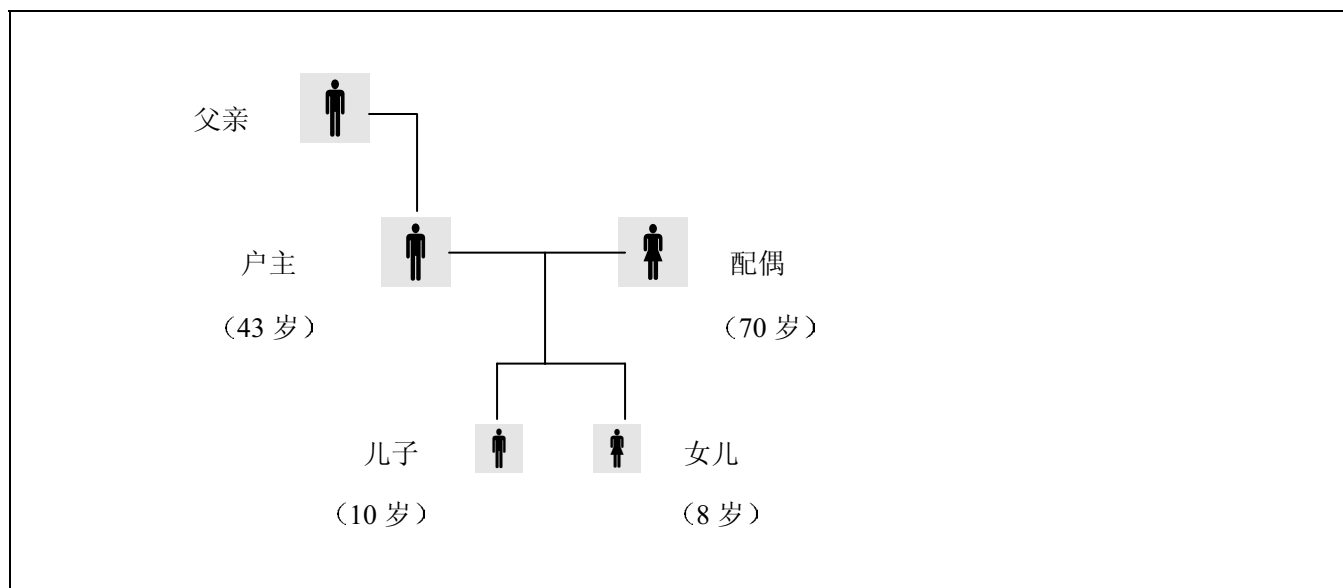 父亲
户主 配偶
（43 岁） （70 岁）
儿子 女儿
（10 岁） （8 岁）